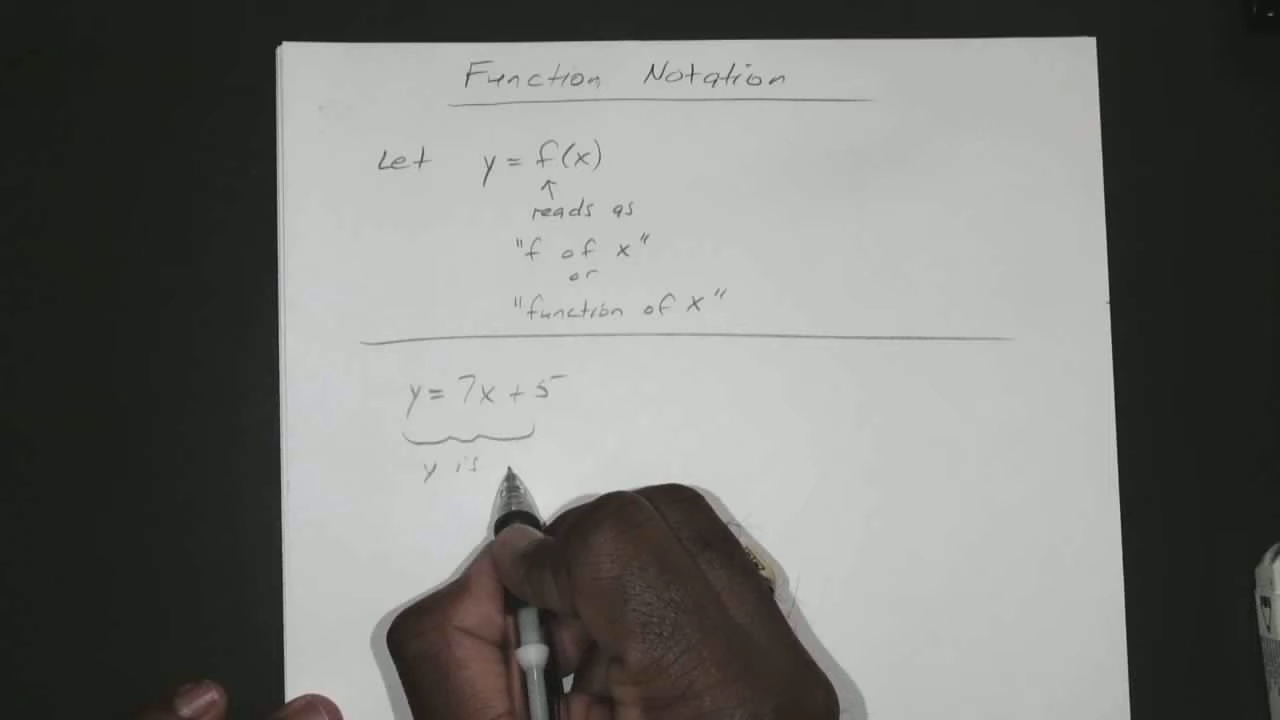 Function Notation
Let y = f(x)
↑
reads as
"f of x"
or
"function of x"
y = 7x + 5
y is